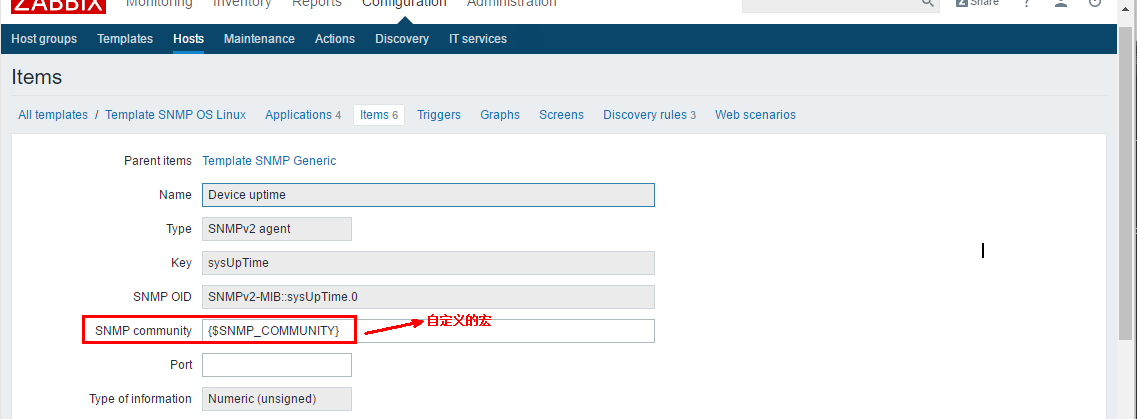 ZABBIX Monitoring Inventory Reports Configuration Administration Z Share ?
Host groups Templates Hosts Maintenance Actions Discovery IT services
Items
All templates / Template SNMP OS Linux Applications 4 Items 6 Triggers Graphs Screens Discovery rules 3 Web scenarios
Parent items Template SNMP Generic
Name Device uptime
Type SNMPv2 agent
Key sysUpTime
SNMP OID SNMPv2-MIB::sysUpTime.0
SNMP community {$SNMP_COMMUNITY} 自定义的宏
Port
Type of information Numeric (unsigned)